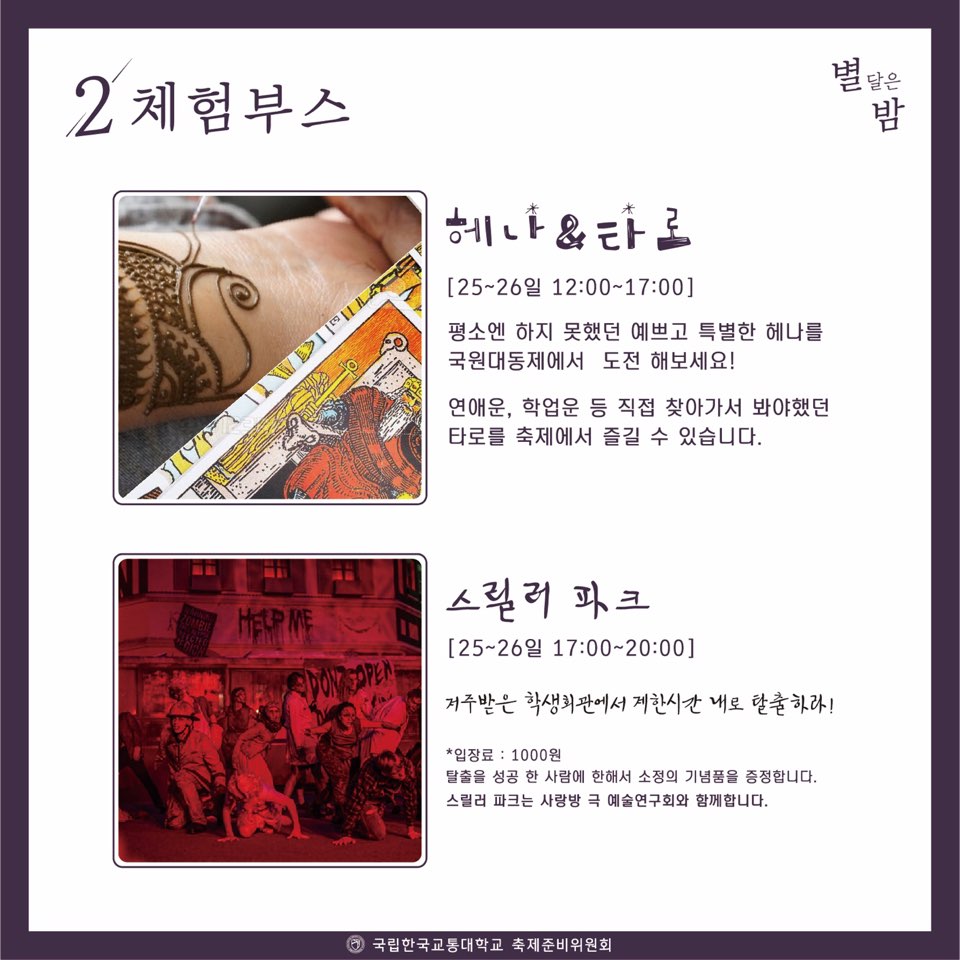 2 체험부스
별 달은
밤
헤나&타로
[25~26일 12:00~17:00]
평소엔 하지 못했던 예쁘고 특별한 헤나를
국원대동제에서 도전 해보세요!
연애운, 학업운 등 직접 찾아가서 봐야했던
타로를 축제에서 즐길 수 있습니다.
HELP ME
DON'T OPEN
스릴러 파크
[25~26일 17:00~20:00]
저주받은 학생회관에서 제한시간 내로 탈출하라!
*입장료 : 1000원
탈출을 성공 한 사람에 한해서 소정의 기념품을 증정합니다.
스릴러 파크는 사랑방 극 예술연구회와 함께합니다.
국립한국교통대학교 축제준비위원회